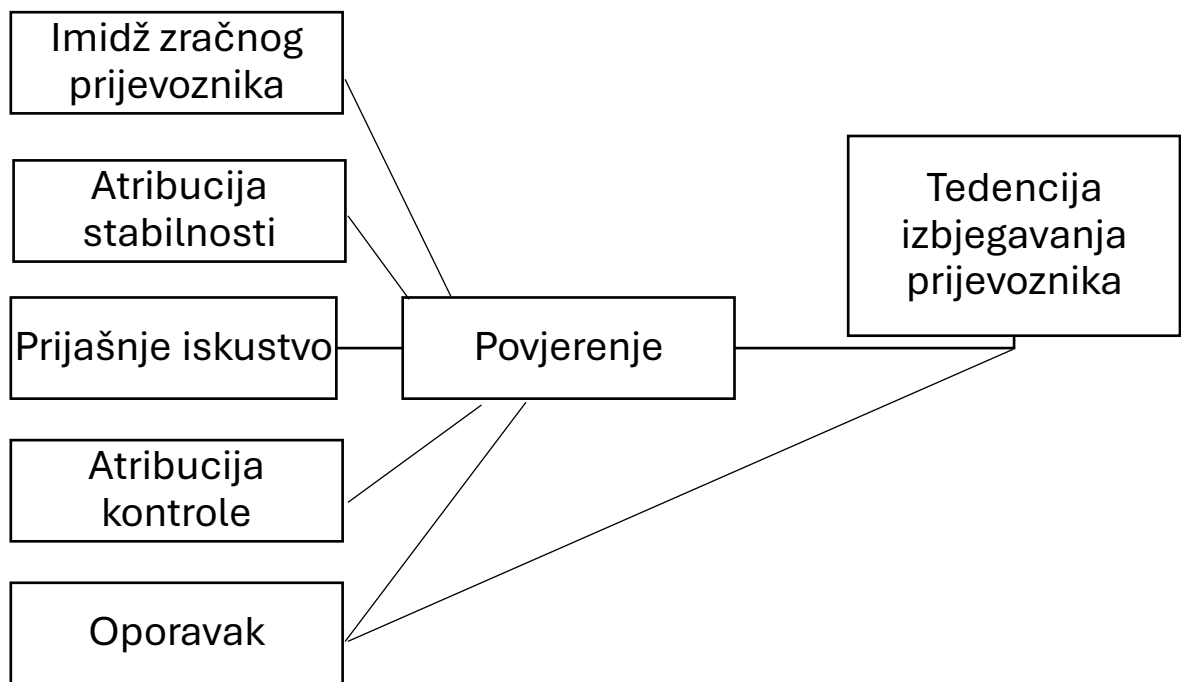 Imidž zračnog
prijevoznika
Atribucija
stabilnosti
Prijašnje iskustvo
Atribucija
kontrole
Oporavak
Povjerenje
Tedencija
izbjegavanja
prijevoznika